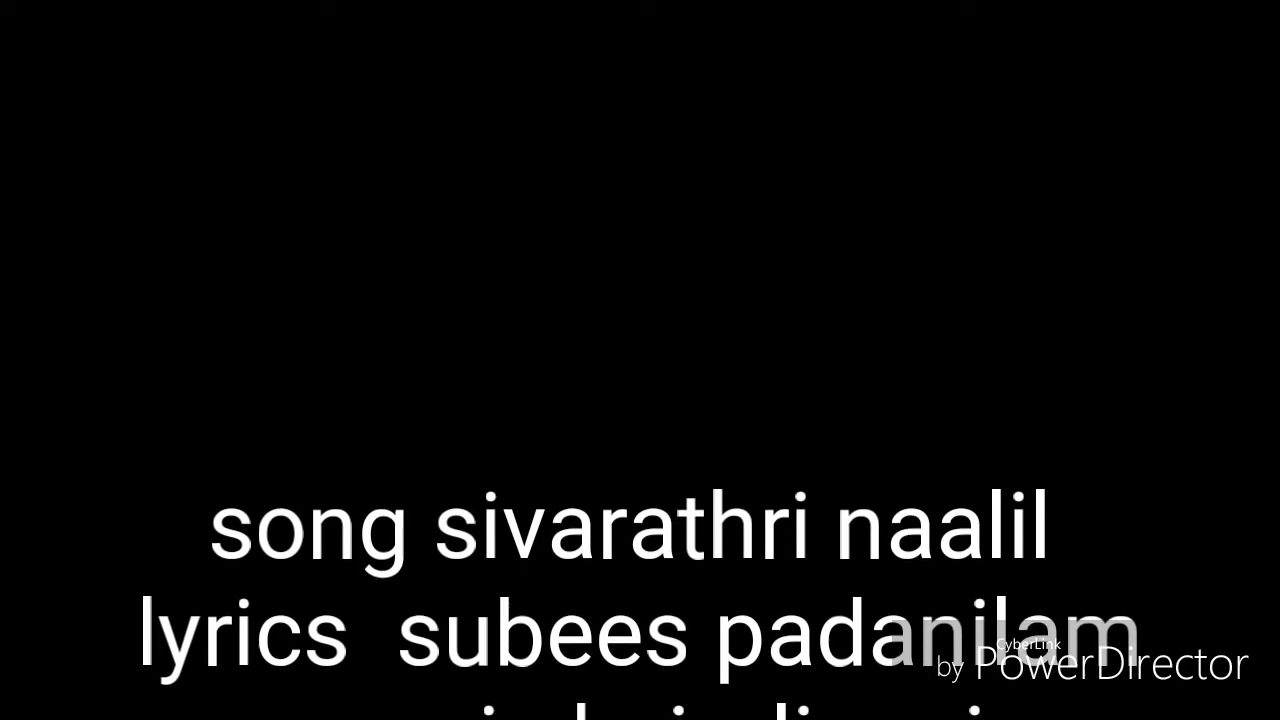 song sivarathri naalil
lyrics subees padanilam
CyberLink
by PowerDirector